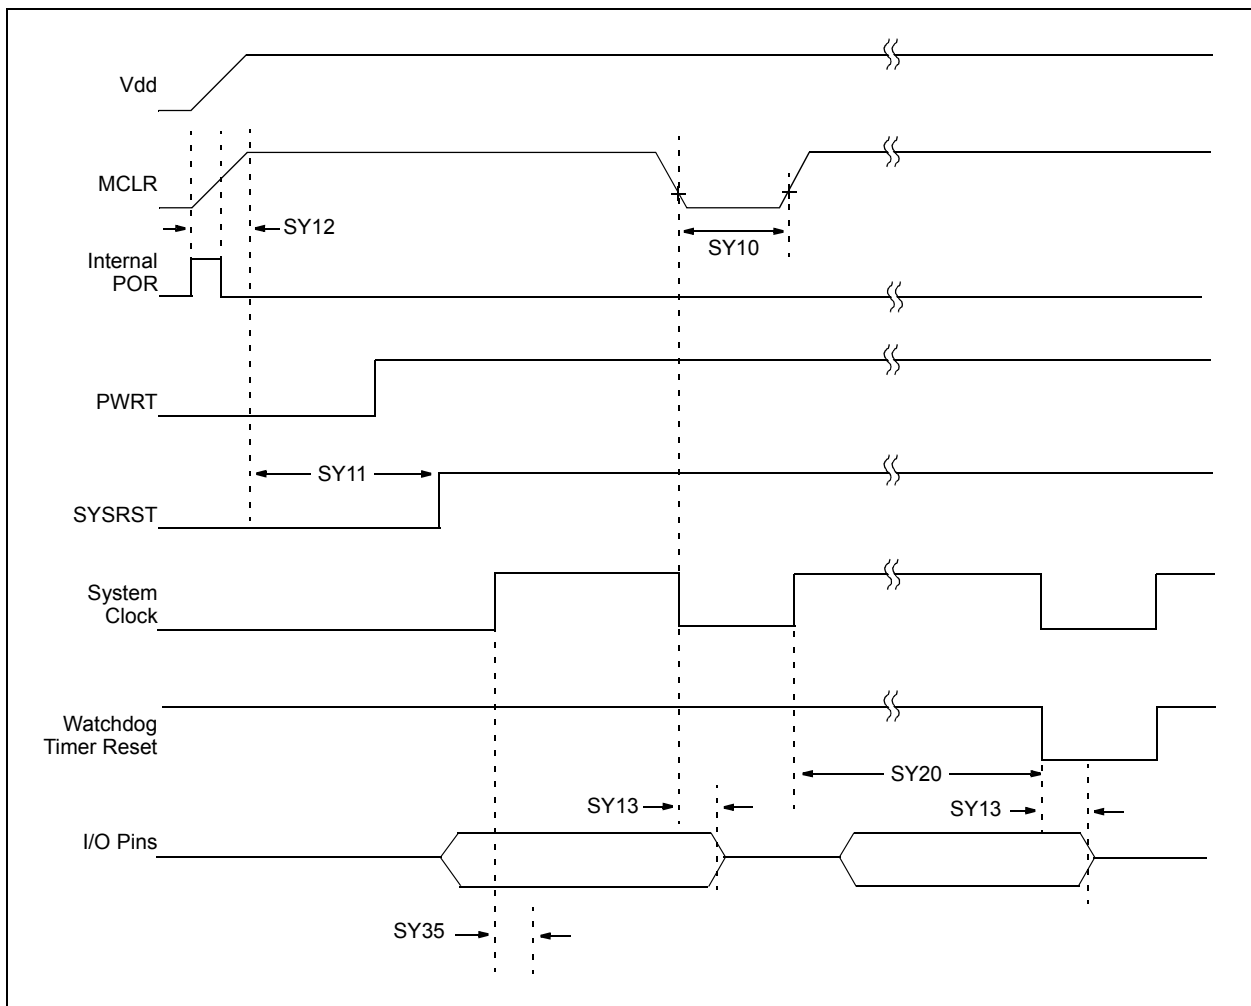 Vdd
MCLR
SY12
SY10
Internal
POR
PWRT
SY11
SYSRST
System
Clock
Watchdog
Timer Reset
SY20
SY13
SY13
I/O Pins
SY35